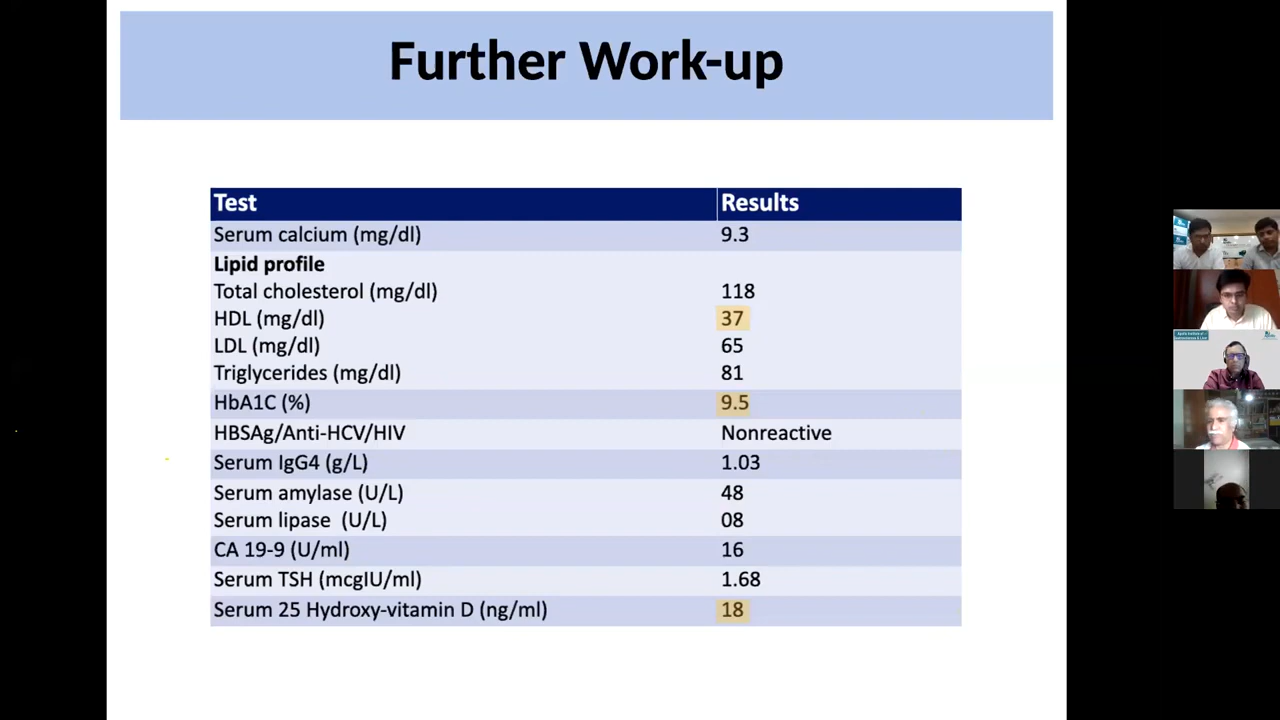 Further Work-up
Test Results
Serum calcium (mg/dl) 9.3
Lipid profile
Total cholesterol (mg/dl) 118
HDL (mg/dl) 37
LDL (mg/dl) 65
Triglycerides (mg/dl) 81
HbA1C (%) 9.5
HBSAg/Anti-HCV/HIV Nonreactive
Serum IgG4 (g/L) 1.03
Serum amylase (U/L) 48
Serum lipase (U/L) 08
CA 19-9 (U/ml) 16
Serum TSH (mcgIU/ml) 1.68
Serum 25 Hydroxy-vitamin D (ng/ml) 18